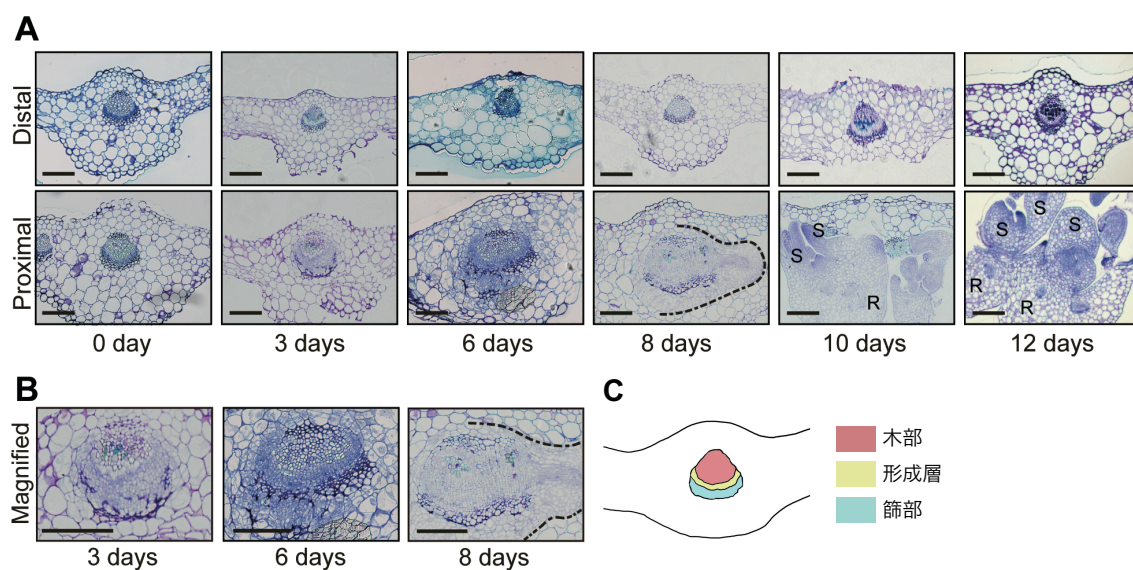 A
Distal
Proximal
S
S
R
S
S
S
R
R
0 day
3 days
6 days
8 days
10 days
12 days
B
Magnified
3 days
6 days
8 days
C
木部
形成層
篩部